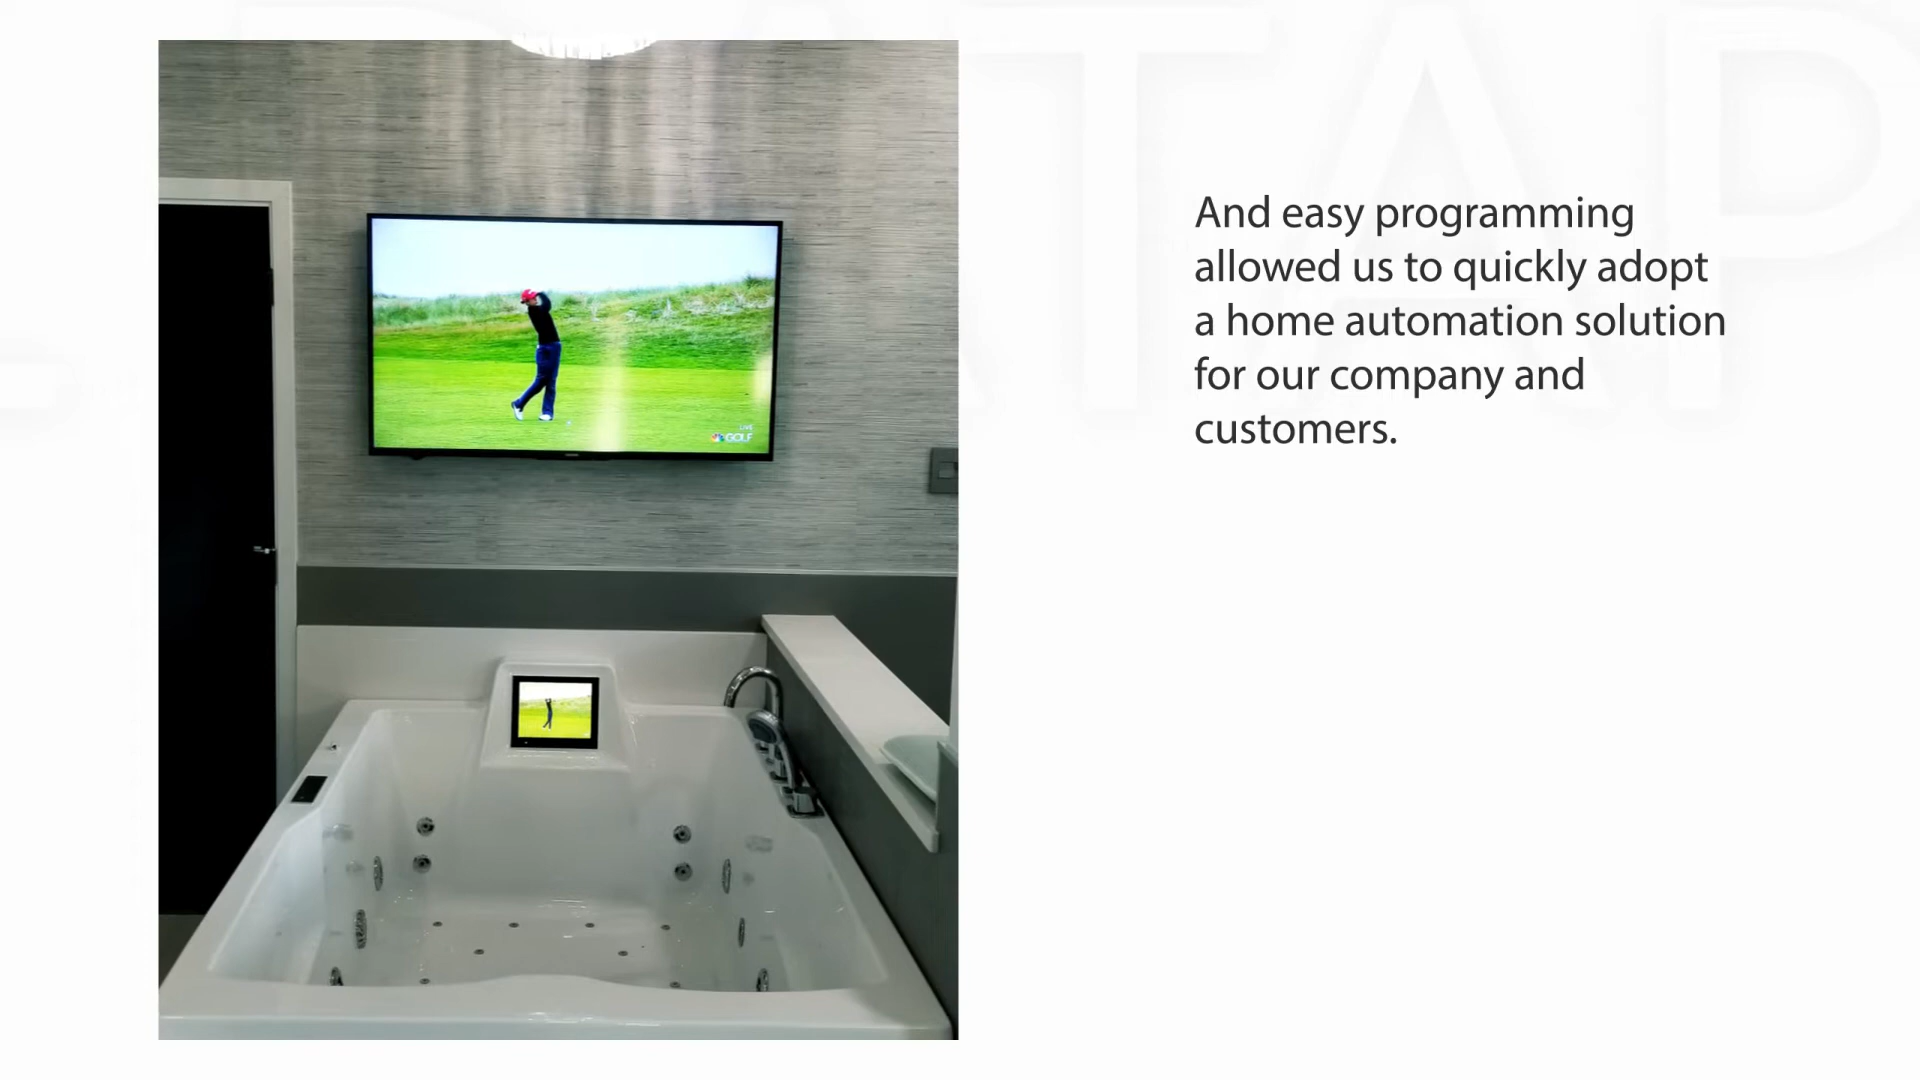 And easy programming
allowed us to quickly adopt
a home automation solution
for our company and
customers.
LIVE
GOLF